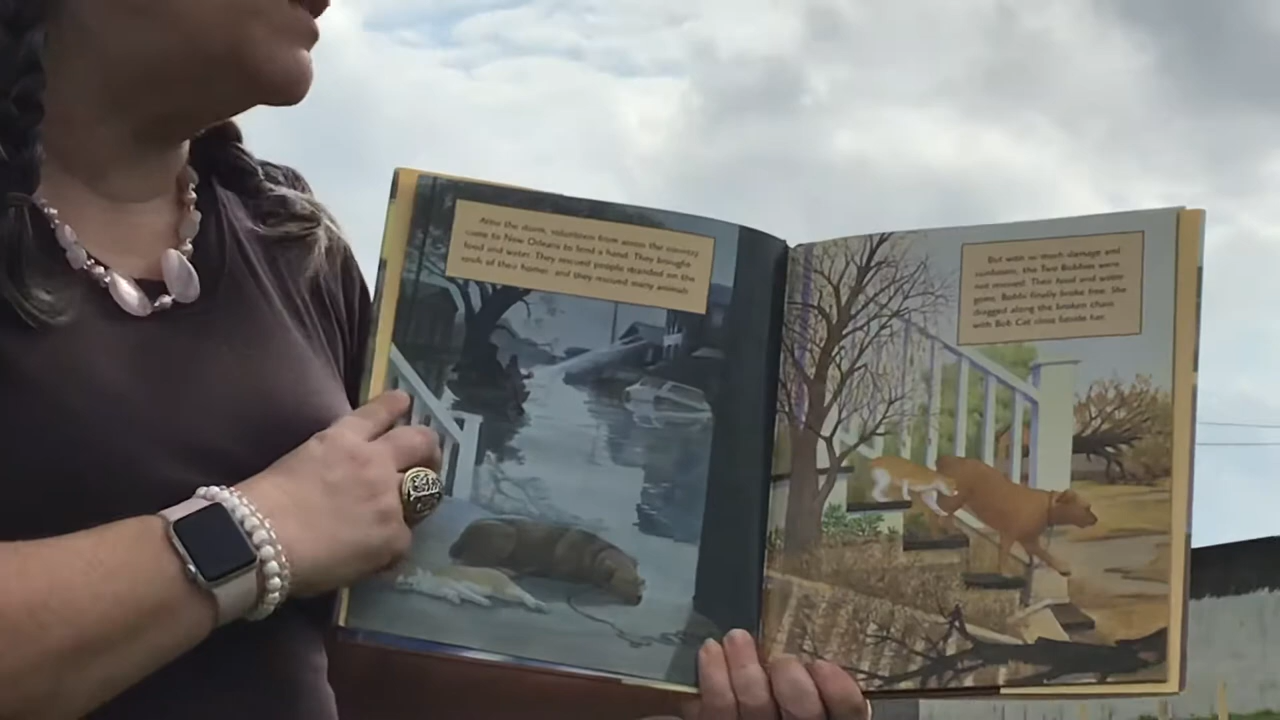 After the storm, volunteers from across the country
came to New Orleans to lend a hand. They brought
food and water. They rescued people stranded on the
roofs of their homes, and they rescued many animals.
But with so much damage and
confusion, the Two Bobbies were
not rescued. Their food and water
gone, Bobbi finally broke free. She
dragged along the broken chain
with Bob Cat close beside her.